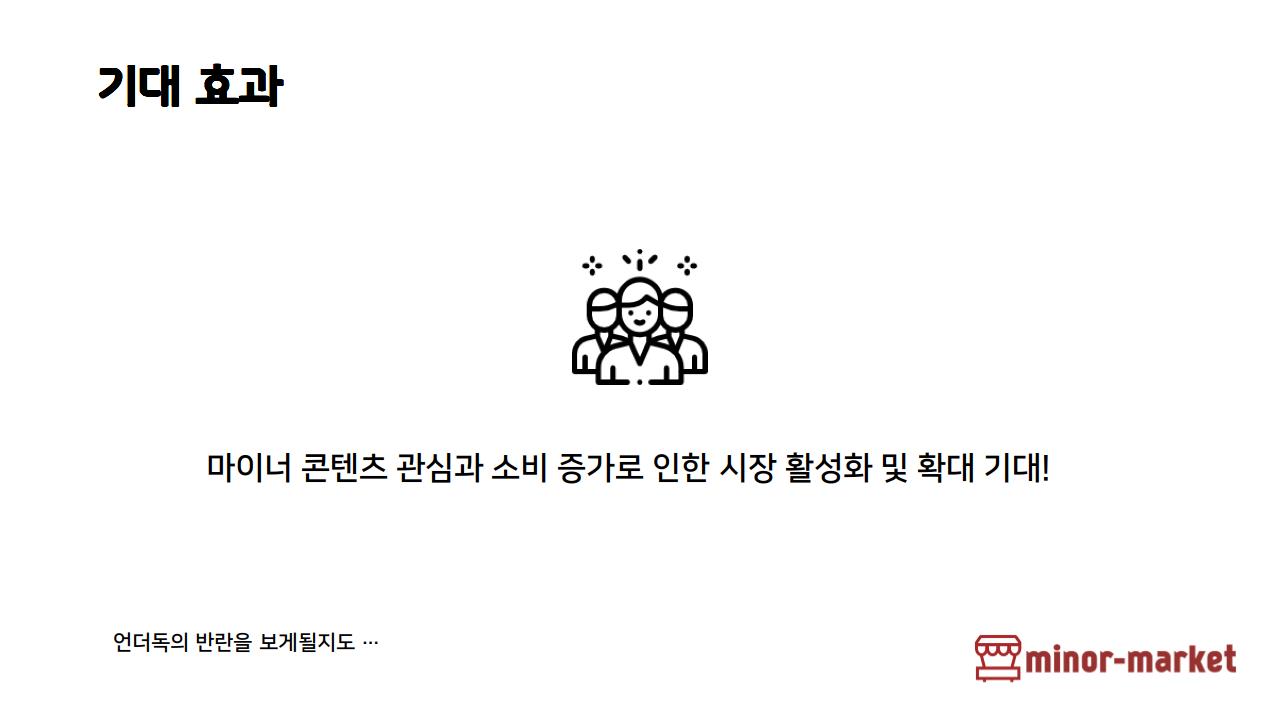 기대 효과
마이너 콘텐츠 관심과 소비 증가로 인한 시장 활성화 및 확대 기대!
언더독의 반란을 보게될지도 …
minor-market